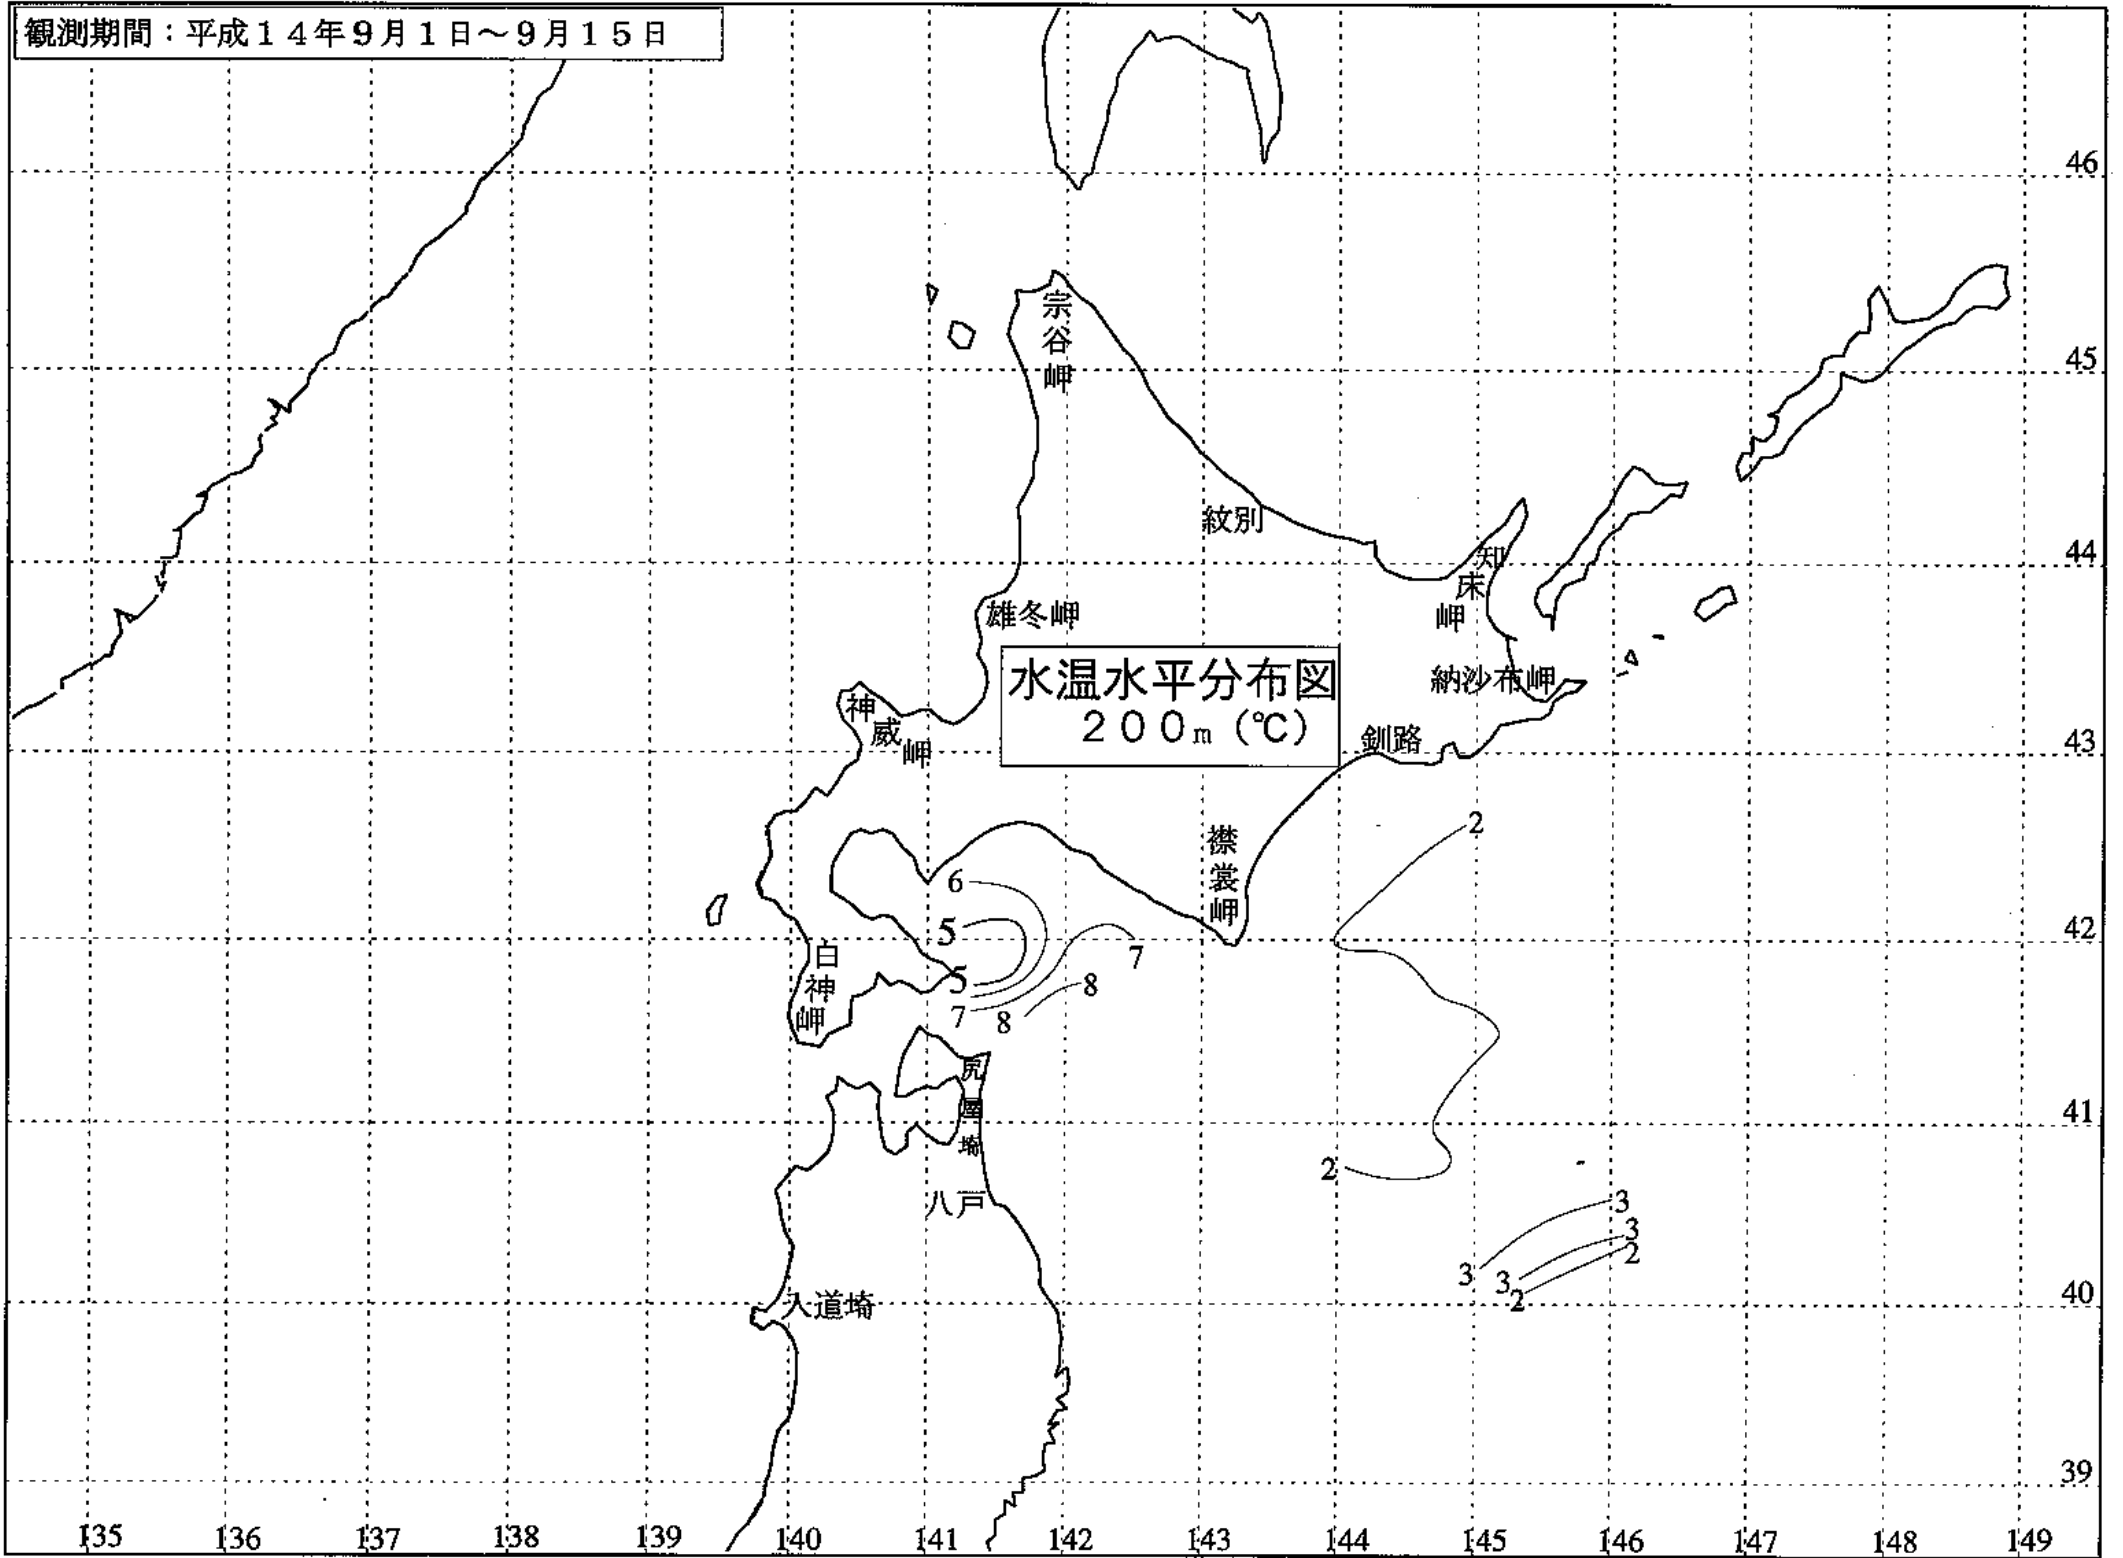 観測期間：平成１４年９月１日～９月１５日
46
45
44
43
42
41
40
39
宗谷岬
紋別
知床岬
雄冬岬
水温水平分布図
２００ｍ（℃）
納沙布岬
神威岬
釧路
襟裳岬
白神岬
尻屋埼
八戸
入道埼
2
6
5
7
5
8
7
8
2
3
3
2
3
3
2
135 136 137 138 139 140 141 142 143 144 145 146 147 148 149